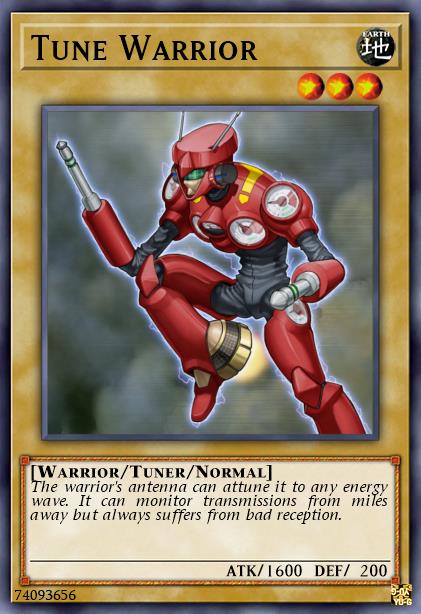 Tune Warrior
EARTH
地
[Warrior/Tuner/Normal]
The warrior's antenna can attune it to any energy
wave. It can monitor transmissions from miles
away but always suffers from bad reception.
ATK/1600 DEF/ 200
74093656